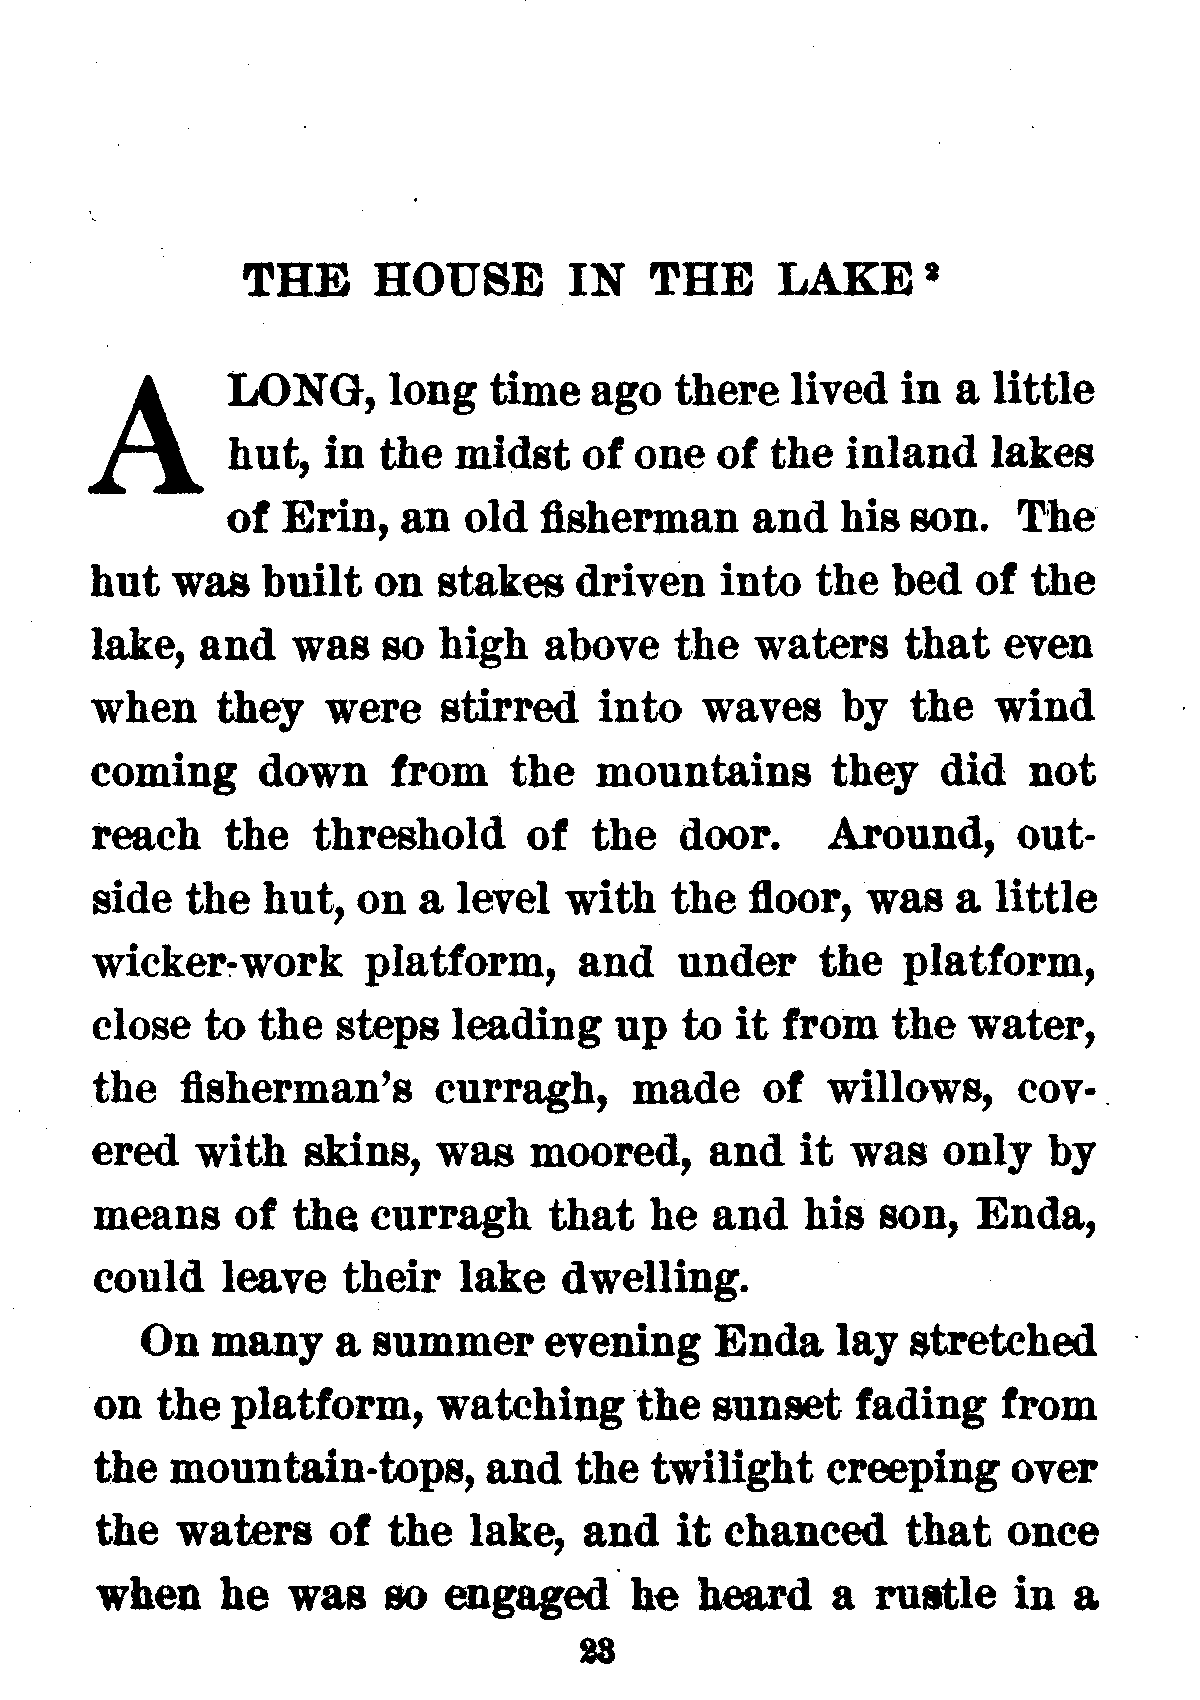 THE HOUSE IN THE LAKE²
A LONG, long time ago there lived in a little
hut, in the midst of one of the inland lakes
of Erin, an old fisherman and his son. The
hut was built on stakes driven into the bed of the
lake, and was so high above the waters that even
when they were stirred into waves by the wind
coming down from the mountains they did not
reach the threshold of the door. Around, out-
side the hut, on a level with the floor, was a little
wicker-work platform, and under the platform,
close to the steps leading up to it from the water,
the fisherman's curragh, made of willows, cov-
ered with skins, was moored, and it was only by
means of the curragh that he and his son, Enda,
could leave their lake dwelling.
On many a summer evening Enda lay stretched
on the platform, watching the sunset fading from
the mountain-tops, and the twilight creeping over
the waters of the lake, and it chanced that once
when he was so engaged he heard a rustle in a
23